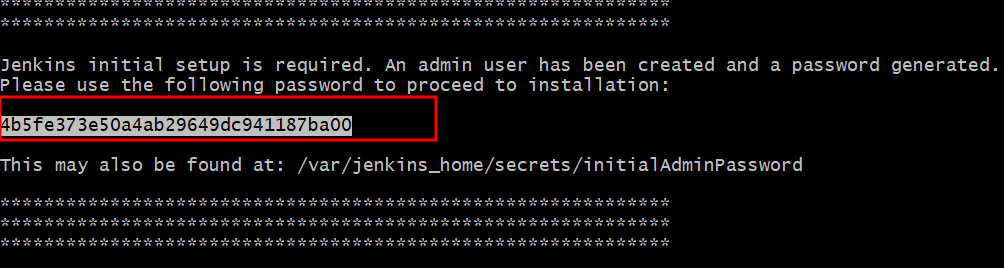 *************************************************************
*************************************************************
Jenkins initial setup is required. An admin user has been created and a password generated.
Please use the following password to proceed to installation:
4b5fe373e50a4ab29649dc941187ba00
This may also be found at: /var/jenkins_home/secrets/initialAdminPassword
*************************************************************
*************************************************************
*************************************************************